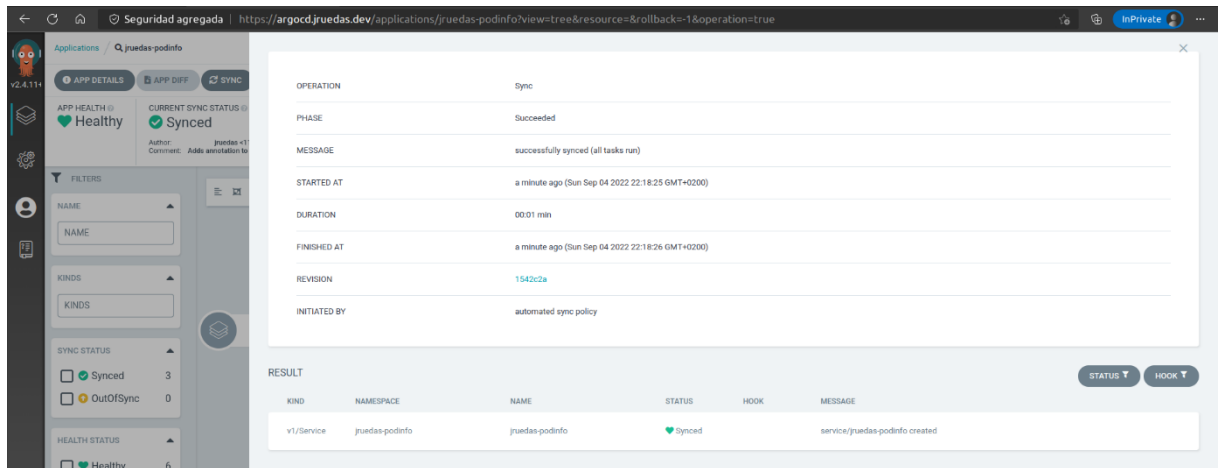 Seguridad agregada
https://argocd.jruedas.dev/applications/jruedas-podinfo?view=tree&resource=&rollback=-1&operation=true
InPrivate
v2.4.11+
Applications / jruedas-podinfo
APP DETAILS
APP DIFF
SYNC
APP HEALTH
Healthy
CURRENT SYNC STATUS
Synced
Author: jruedas <1
Comment: Adds annotation to
FILTERS
NAME
NAME
KINDS
KINDS
SYNC STATUS
Synced 3
OutOfSync 0
HEALTH STATUS
Healthy 6
OPERATION Sync
PHASE Succeeded
MESSAGE successfully synced (all tasks run)
STARTED AT a minute ago (Sun Sep 04 2022 22:18:25 GMT+0200)
DURATION 00:01 min
FINISHED AT a minute ago (Sun Sep 04 2022 22:18:26 GMT+0200)
REVISION 1542c2a
INITIATED BY automated sync policy
RESULT
STATUS
HOOK
KIND NAMESPACE NAME STATUS HOOK MESSAGE
v1/Service jruedas-podinfo jruedas-podinfo Synced service/jruedas-podinfo created